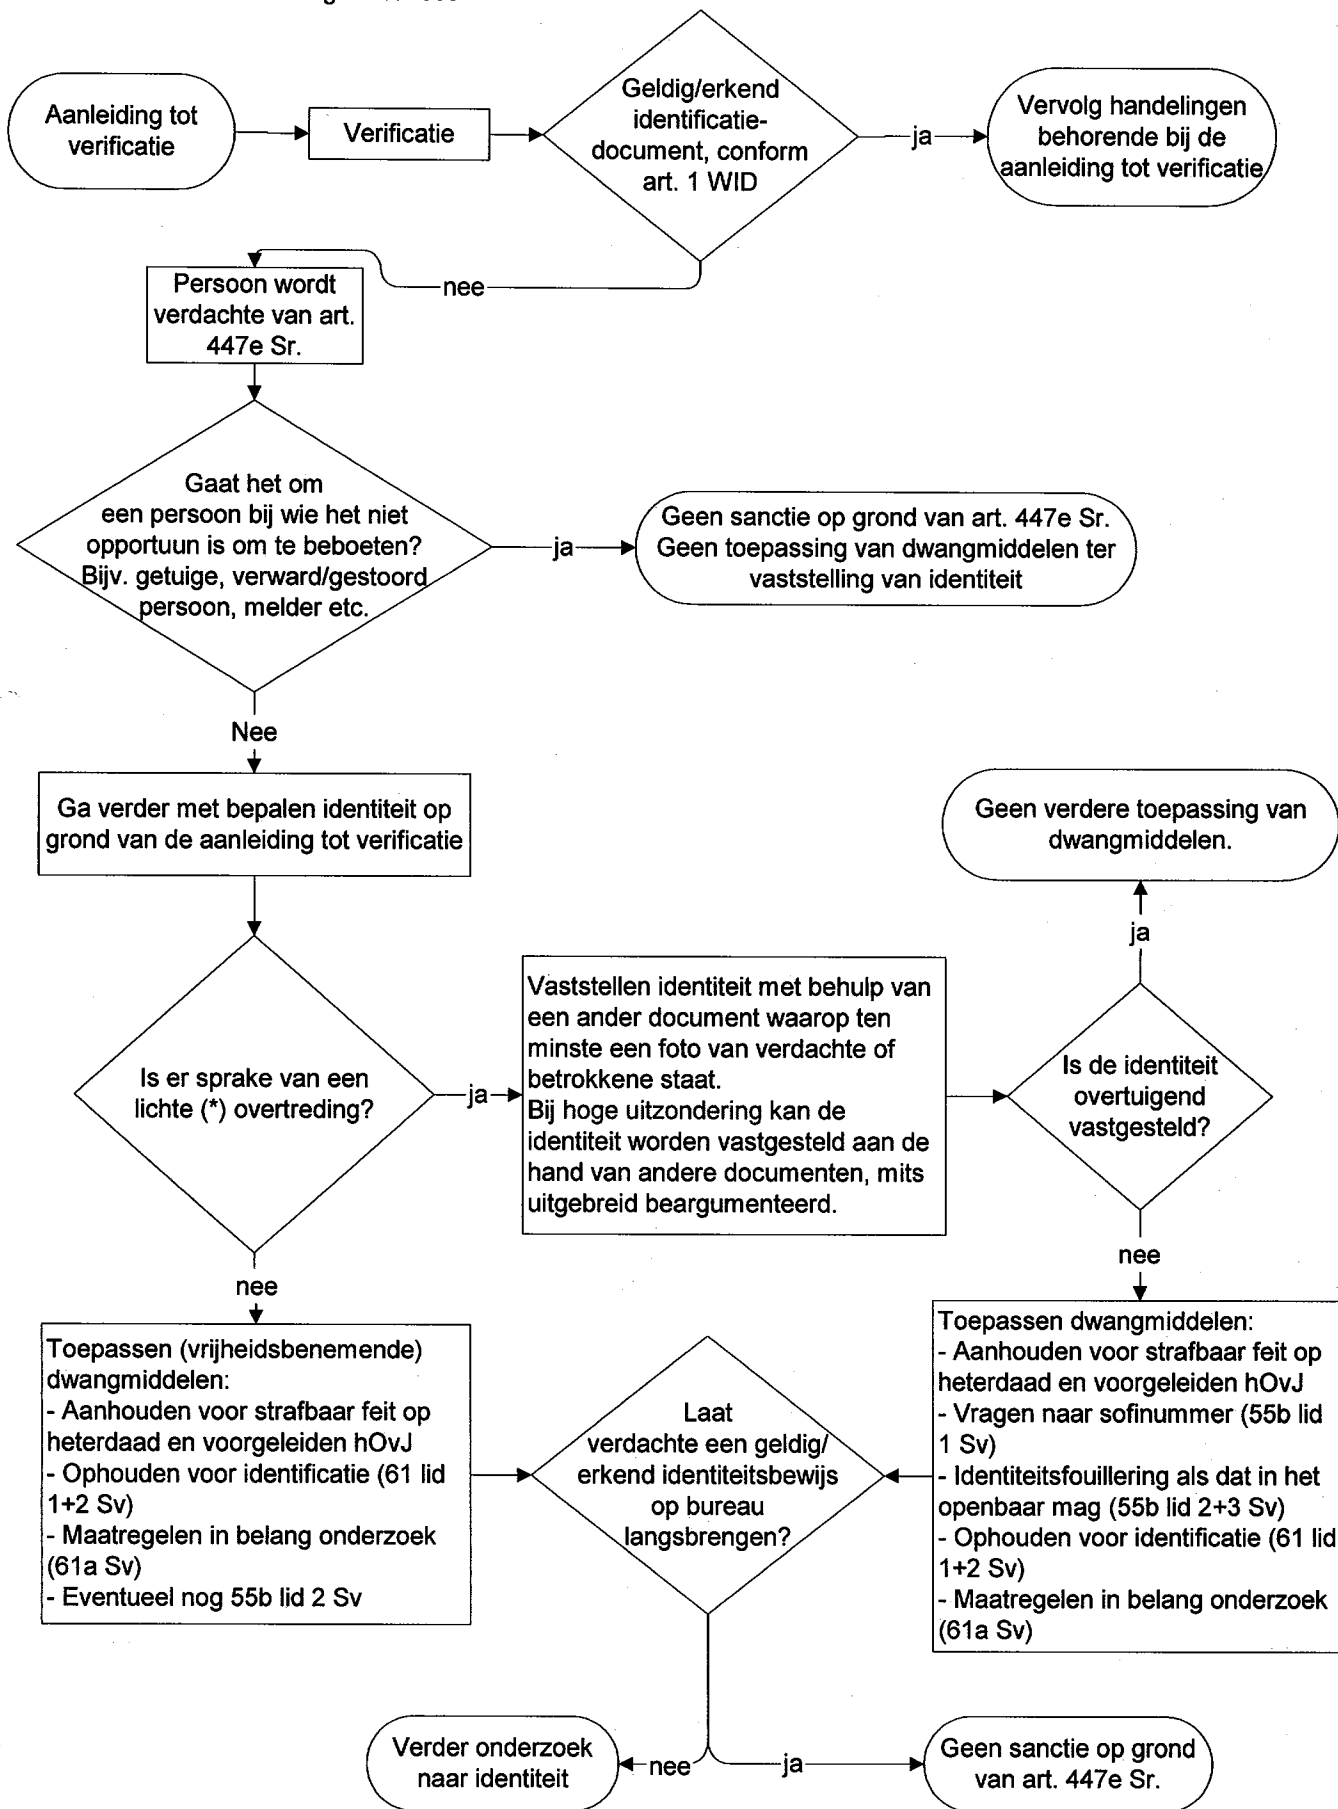 Aanleiding tot
verificatie
Verificatie
Geldig/erkend
identificatie-
document, conform
art. 1 WID
ja
Vervolg handelingen
behorende bij de
aanleiding tot verificatie
nee
Persoon wordt
verdachte van art.
447e Sr.
Gaat het om
een persoon bij wie het niet
opportuun is om te beboeten?
Bijv. getuige, verward/gestoord
persoon, melder etc.
ja
Geen sanctie op grond van art. 447e Sr.
Geen toepassing van dwangmiddelen ter
vaststelling van identiteit
Nee
Ga verder met bepalen identiteit op
grond van de aanleiding tot verificatie
Is er sprake van een
lichte (*) overtreding?
ja
Vaststellen identiteit met behulp van
een ander document waarop ten
minste een foto van verdachte of
betrokkene staat.
Bij hoge uitzondering kan de
identiteit worden vastgesteld aan de
hand van andere documenten, mits
uitgebreid beargumenteerd.
Is de identiteit
overtuigend
vastgesteld?
ja
Geen verdere toepassing van
dwangmiddelen.
nee
Toepassen dwangmiddelen:
- Aanhouden voor strafbaar feit op
heterdaad en voorgeleiden hOvJ
- Vragen naar sofinummer (55b lid
1 Sv)
- Identiteitsfouillering als dat in het
openbaar mag (55b lid 2+3 Sv)
- Ophouden voor identificatie (61 lid
1+2 Sv)
- Maatregelen in belang onderzoek
(61a Sv)
nee
Toepassen (vrijheidsbenemende)
dwangmiddelen:
- Aanhouden voor strafbaar feit op
heterdaad en voorgeleiden hOvJ
- Ophouden voor identificatie (61 lid
1+2 Sv)
- Maatregelen in belang onderzoek
(61a Sv)
- Eventueel nog 55b lid 2 Sv
Laat
verdachte een geldig/
erkend identiteitsbewijs
op bureau
langsbrengen?
nee
Verder onderzoek
naar identiteit
ja
Geen sanctie op grond
van art. 447e Sr.